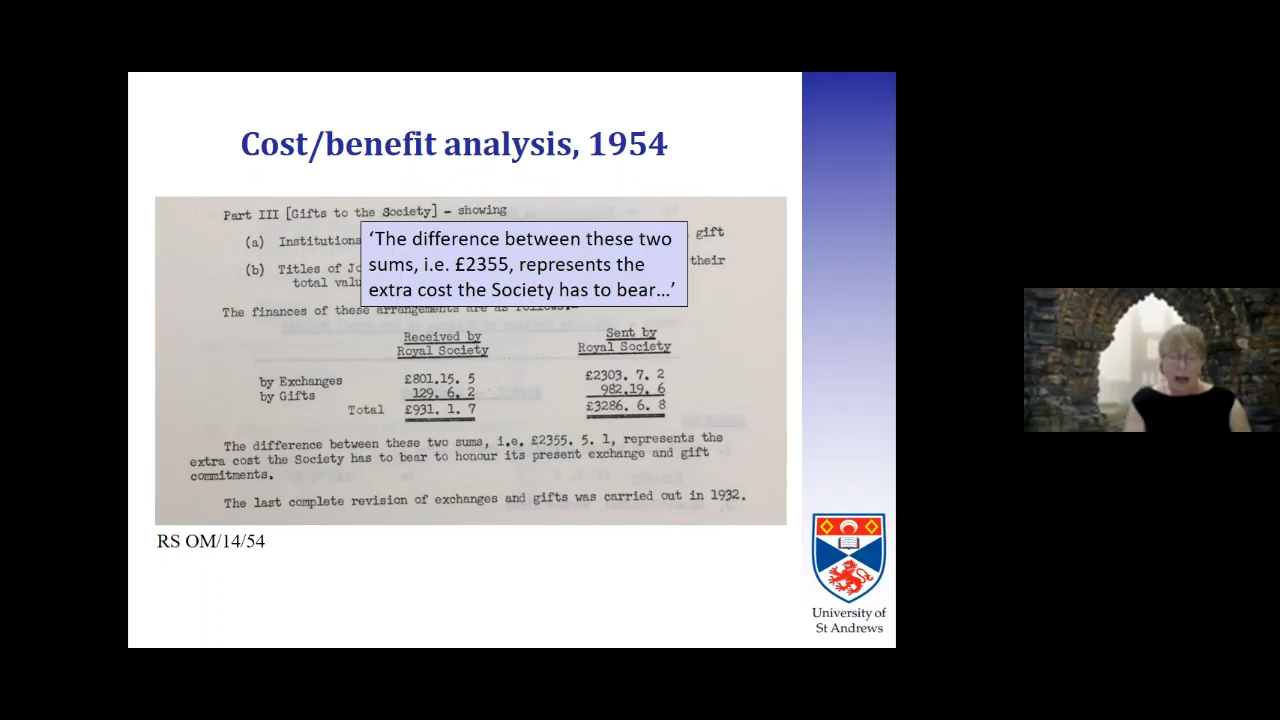 Cost/benefit analysis, 1954
Part III [Gifts to the Society] - showing
(a) Institutions
gift
(b) Titles of
their
total
‘The difference between these two
sums, i.e. £2355, represents the
extra cost the Society has to bear…’
The finances of these arrangements are as follows:-
Received by
Royal Society
Sent by
Royal Society
by Exchanges £801.15. 5 £2303. 7. 2
by Gifts 129. 6. 2 982.19. 6
Total £931. 1. 7 £3286. 6. 8
The difference between these two sums, i.e. £2355. 5. 1, represents the
extra cost the Society has to bear to honour its present exchange and gift
commitments.
The last complete revision of exchanges and gifts was carried out in 1932.
RS OM/14/54
University of
St Andrews